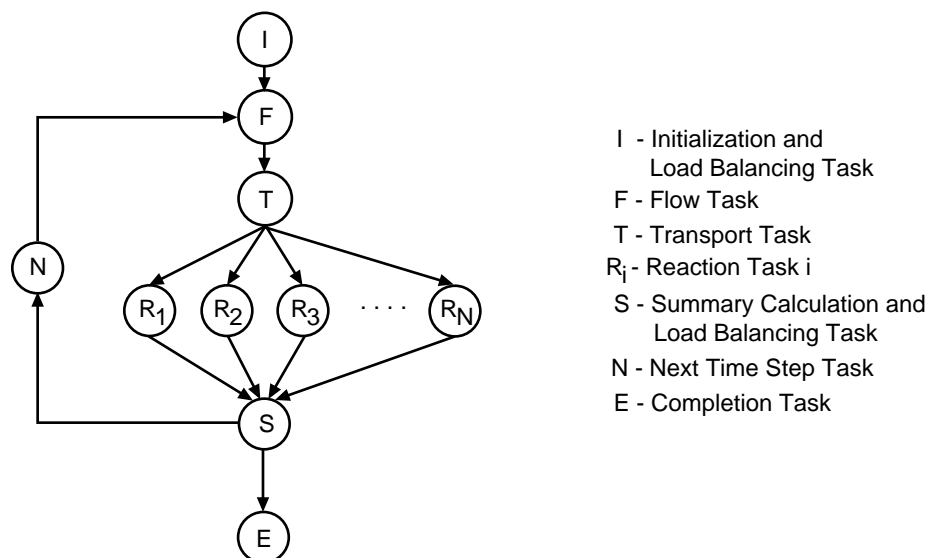 I
F
T
N
R1 R2 R3 . . . . RN
S
E
I - Initialization and
Load Balancing Task
F - Flow Task
T - Transport Task
Ri - Reaction Task i
S - Summary Calculation and
Load Balancing Task
N - Next Time Step Task
E - Completion Task